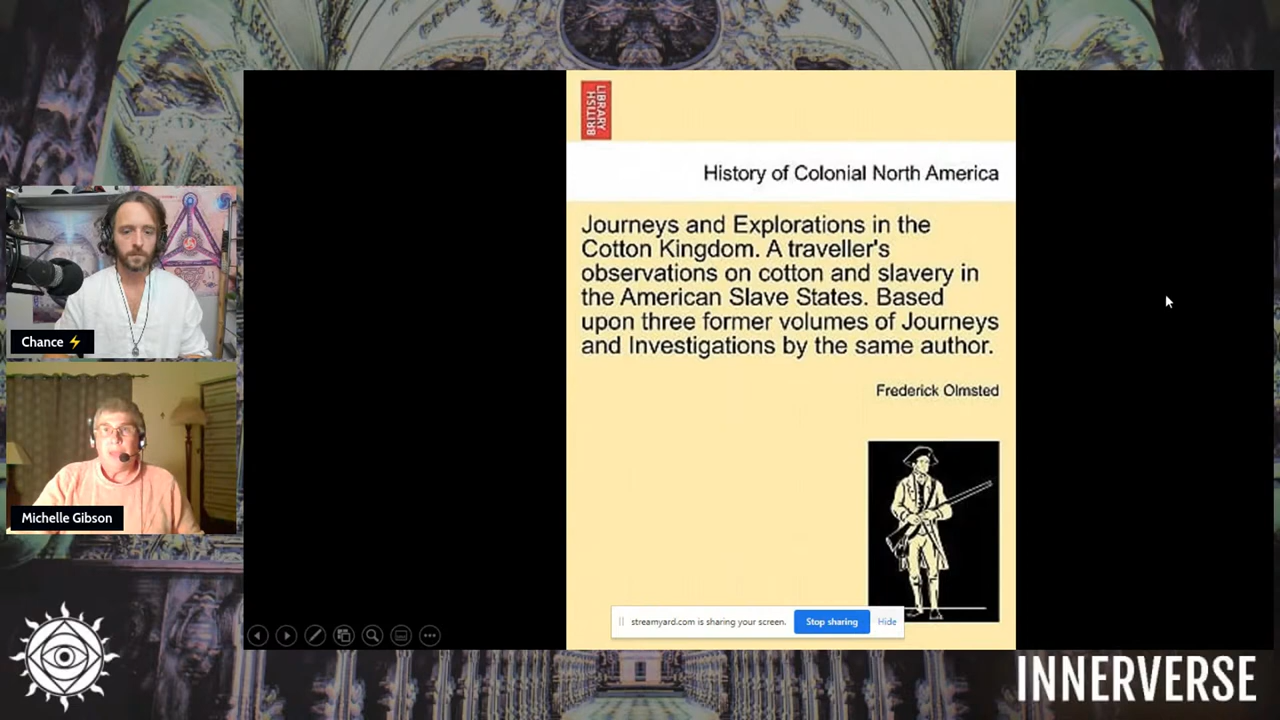 LIBRARY
BRITISH
History of Colonial North America
Journeys and Explorations in the
Cotton Kingdom. A traveller's
observations on cotton and slavery in
the American Slave States. Based
upon three former volumes of Journeys
and Investigations by the same author.
Frederick Olmsted
Chance
Michelle Gibson
streamyard.com is sharing your screen.
Stop sharing
Hide
INNERVERSE